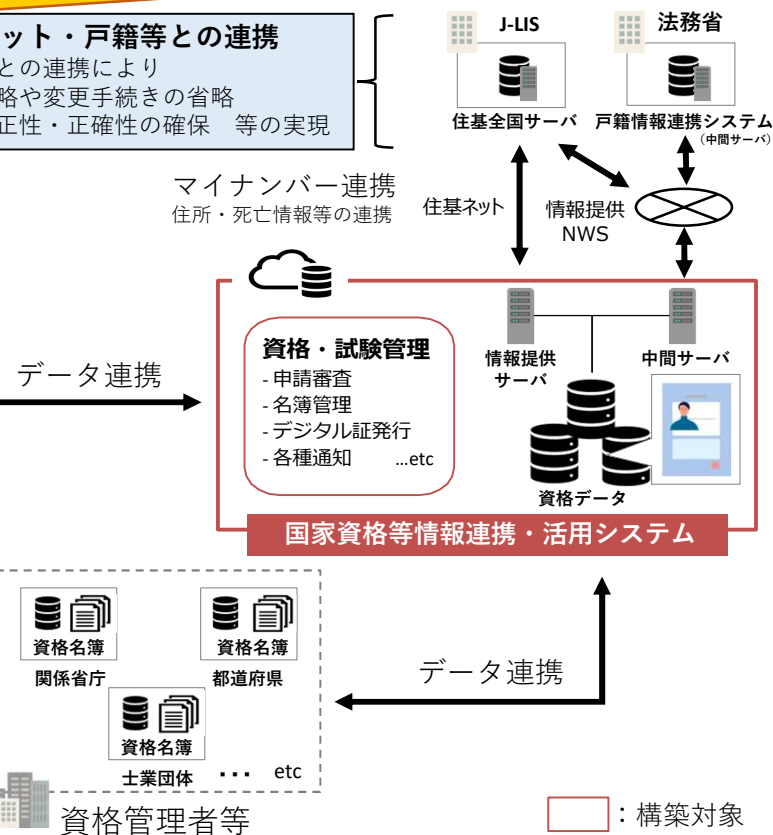 ット・戸籍等との連携
との連携により
略や変更手続きの省略
正性・正確性の確保　等の実現
J-LIS
法務省
住基全国サーバ
戸籍情報連携システム
（中間サーバ）
マイナンバー連携
住所・死亡情報等の連携
住基ネット
情報提供
NWS
資格・試験管理
- 申請審査
- 名簿管理
- デジタル証発行
- 各種通知　…etc
情報提供
サーバ
中間サーバ
資格データ
データ連携
国家資格等情報連携・活用システム
資格名簿
関係省庁
資格名簿
都道府県
資格名簿
士業団体
・・・ etc
資格管理者等
データ連携
：構築対象